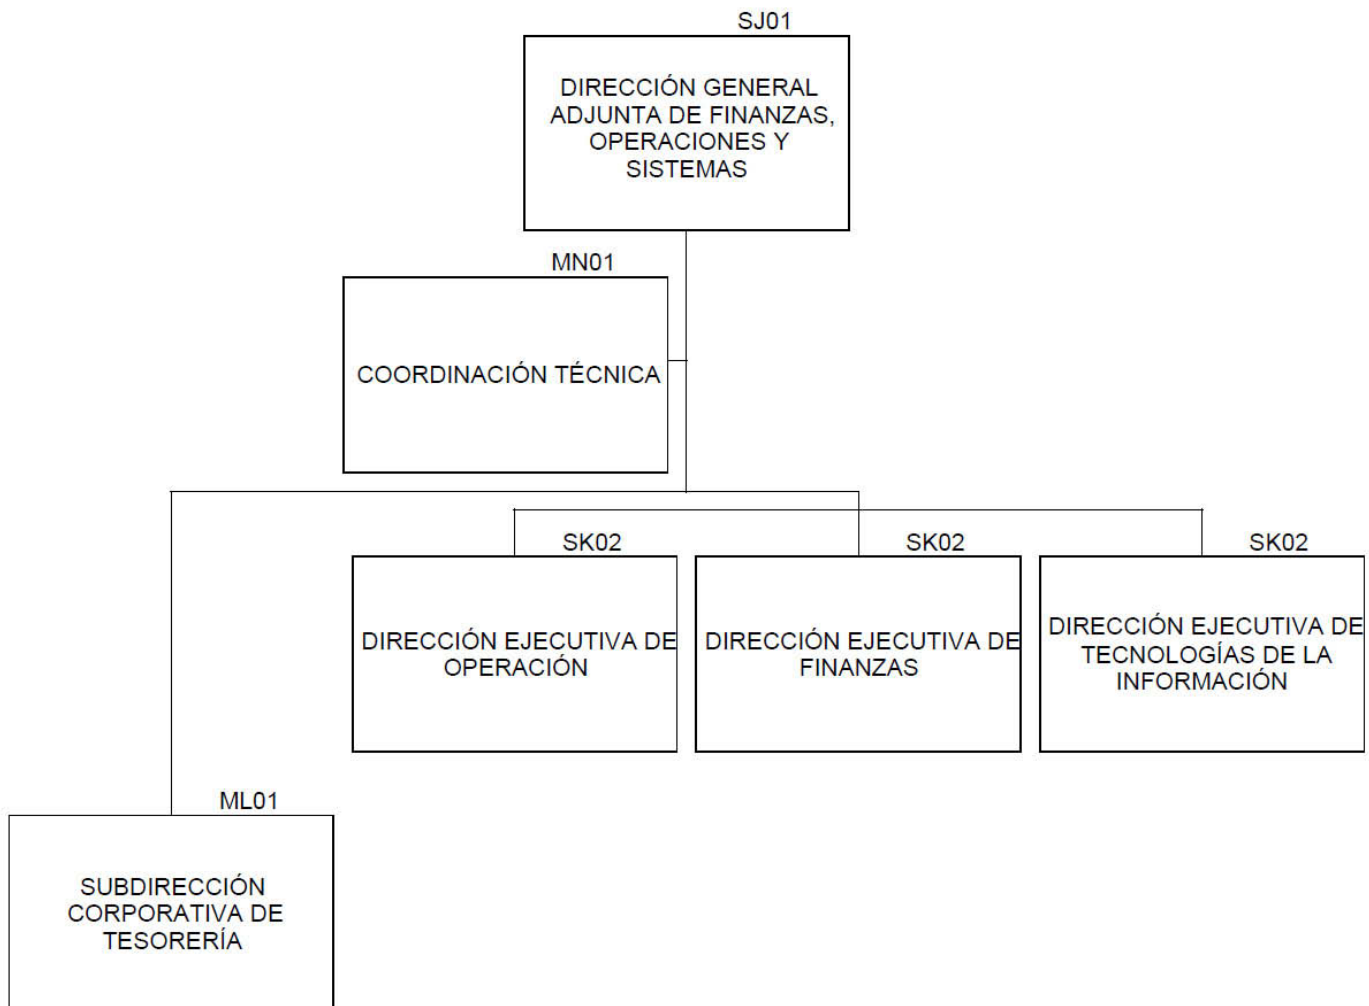 SJ01
DIRECCIÓN GENERAL
ADJUNTA DE FINANZAS,
OPERACIONES Y
SISTEMAS
MN01
COORDINACIÓN TÉCNICA
SK02
DIRECCIÓN EJECUTIVA DE
OPERACIÓN
SK02
DIRECCIÓN EJECUTIVA DE
FINANZAS
SK02
DIRECCIÓN EJECUTIVA DE
TECNOLOGÍAS DE LA
INFORMACIÓN
ML01
SUBDIRECCIÓN
CORPORATIVA DE
TESORERÍA